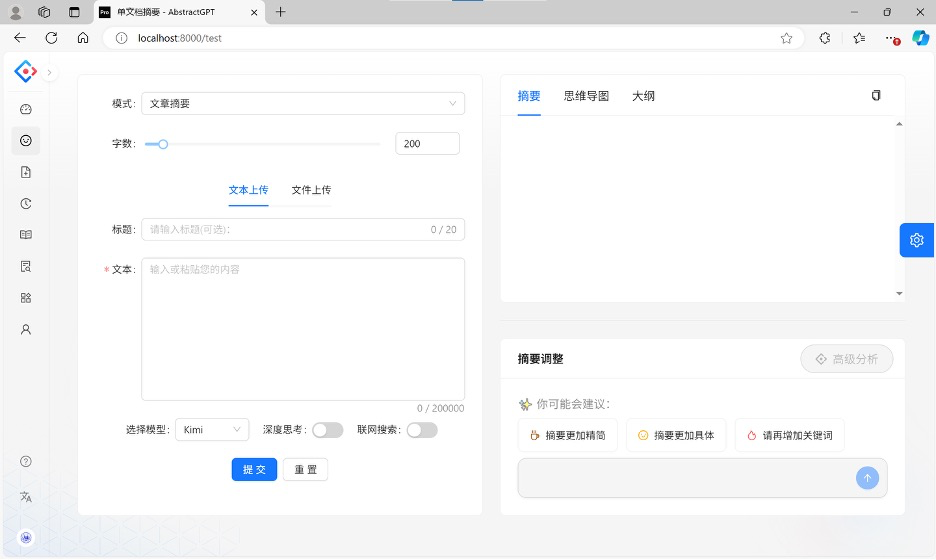 单文档摘要 - AbstractGPT
localhost:8000/test
模式： 文章摘要
字数： 200
文本上传 文件上传
标题： 请输入标题(可选)： 0 / 20
* 文本： 输入或粘贴您的内容
0 / 200000
选择模型： Kimi 深度思考： 联网搜索：
提 交 重 置
摘要 思维导图 大纲
摘要调整 高级分析
你可能会建议：
摘要更加精简 摘要更加具体 请再增加关键词